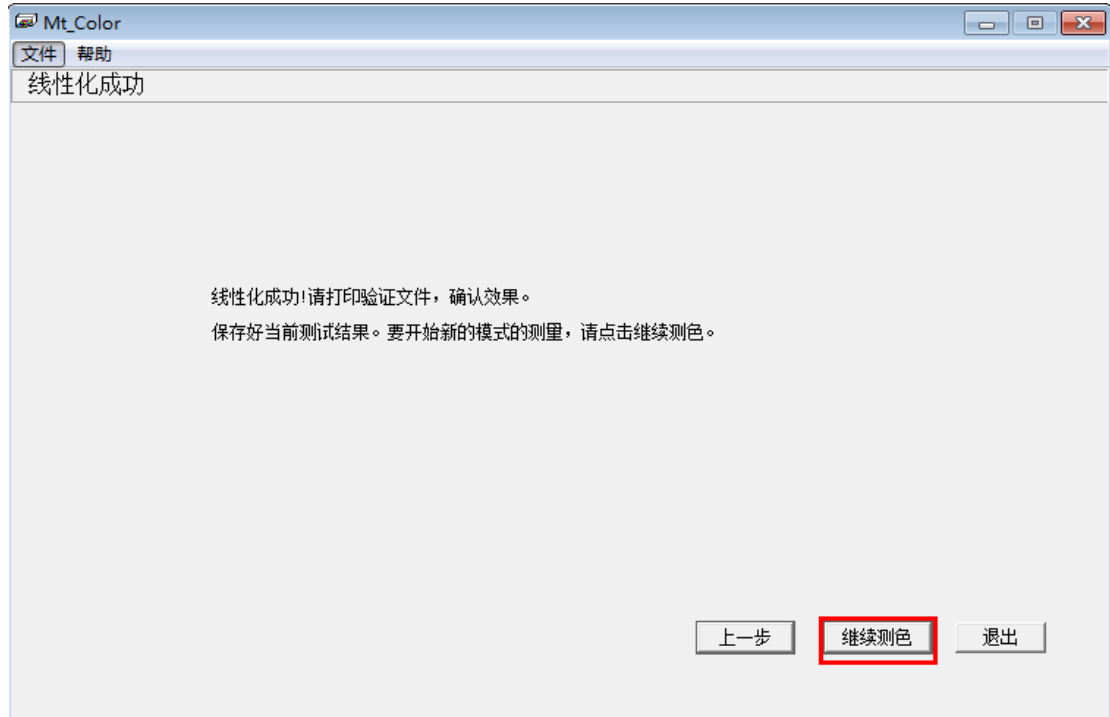 Mt_Color
文件 帮助
线性化成功
线性化成功!请打印验证文件，确认效果。
保存好当前测试结果。要开始新的模式的测量，请点击继续测色。
上一步 继续测色 退出